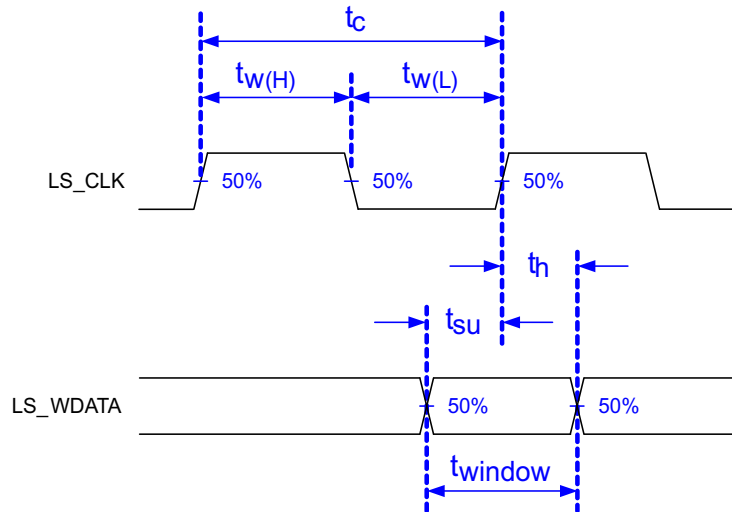 tc
tw(H)
tw(L)
LS_CLK
50%
50%
50%
th
tsu
LS_WDATA
50%
50%
twindow